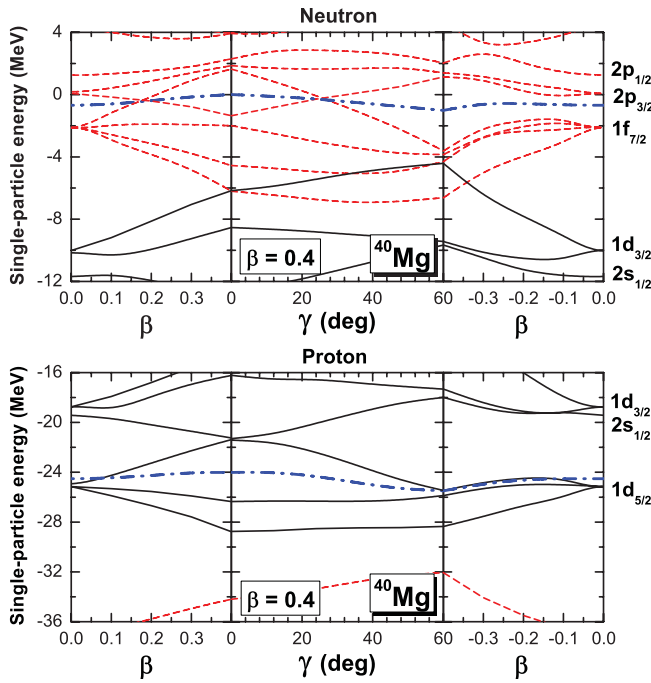 Neutron
Single-particle energy (MeV)
4
0
-4
-8
-12
2p1/2
2p3/2
1f7/2
1d3/2
2s1/2
β = 0.4
40Mg
0.0 0.1 0.2 0.3 0 20 40 60 -0.3 -0.2 -0.1 0.0
β γ (deg) β
Proton
Single-particle energy (MeV)
-16
-20
-24
-28
-32
-36
1d3/2
2s1/2
1d5/2
β = 0.4
40Mg
0.0 0.1 0.2 0.3 0 20 40 60 -0.3 -0.2 -0.1 0.0
β γ (deg) β